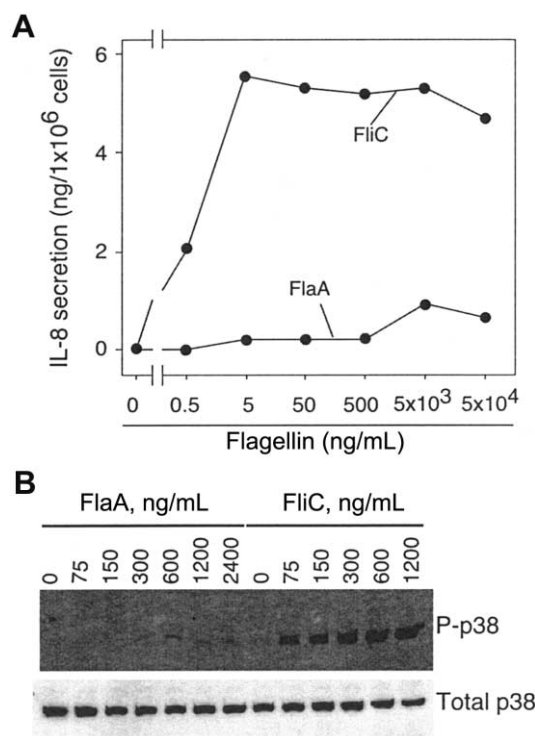 A
IL-8 secretion (ng/1x10⁶ cells)
6
4
2
0
FliC
FlaA
0 0.5 5 50 500 5x10³ 5x10⁴
Flagellin (ng/mL)
B
FlaA, ng/mL FliC, ng/mL
0 75 150 300 600 1200 2400 0 75 150 300 600 1200
P-p38
Total p38